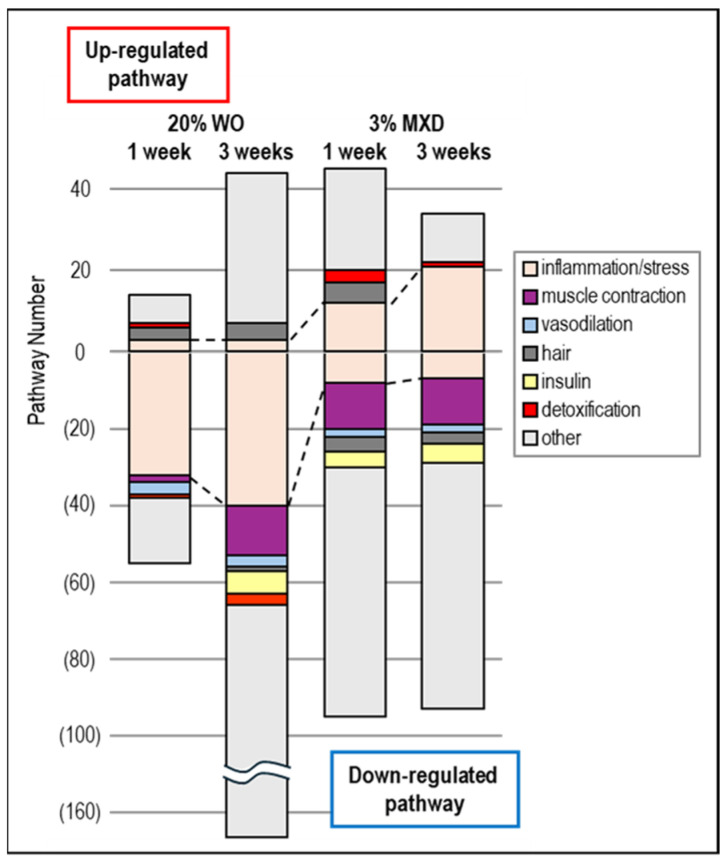 Up-regulated
pathway
20% WO
3% MXD
1 week
3 weeks
1 week
3 weeks
40
20
0
(20)
(40)
(60)
(80)
(100)
(160)
Pathway Number
inflammation/stress
muscle contraction
vasodilation
hair
insulin
detoxification
other
Down-regulated
pathway